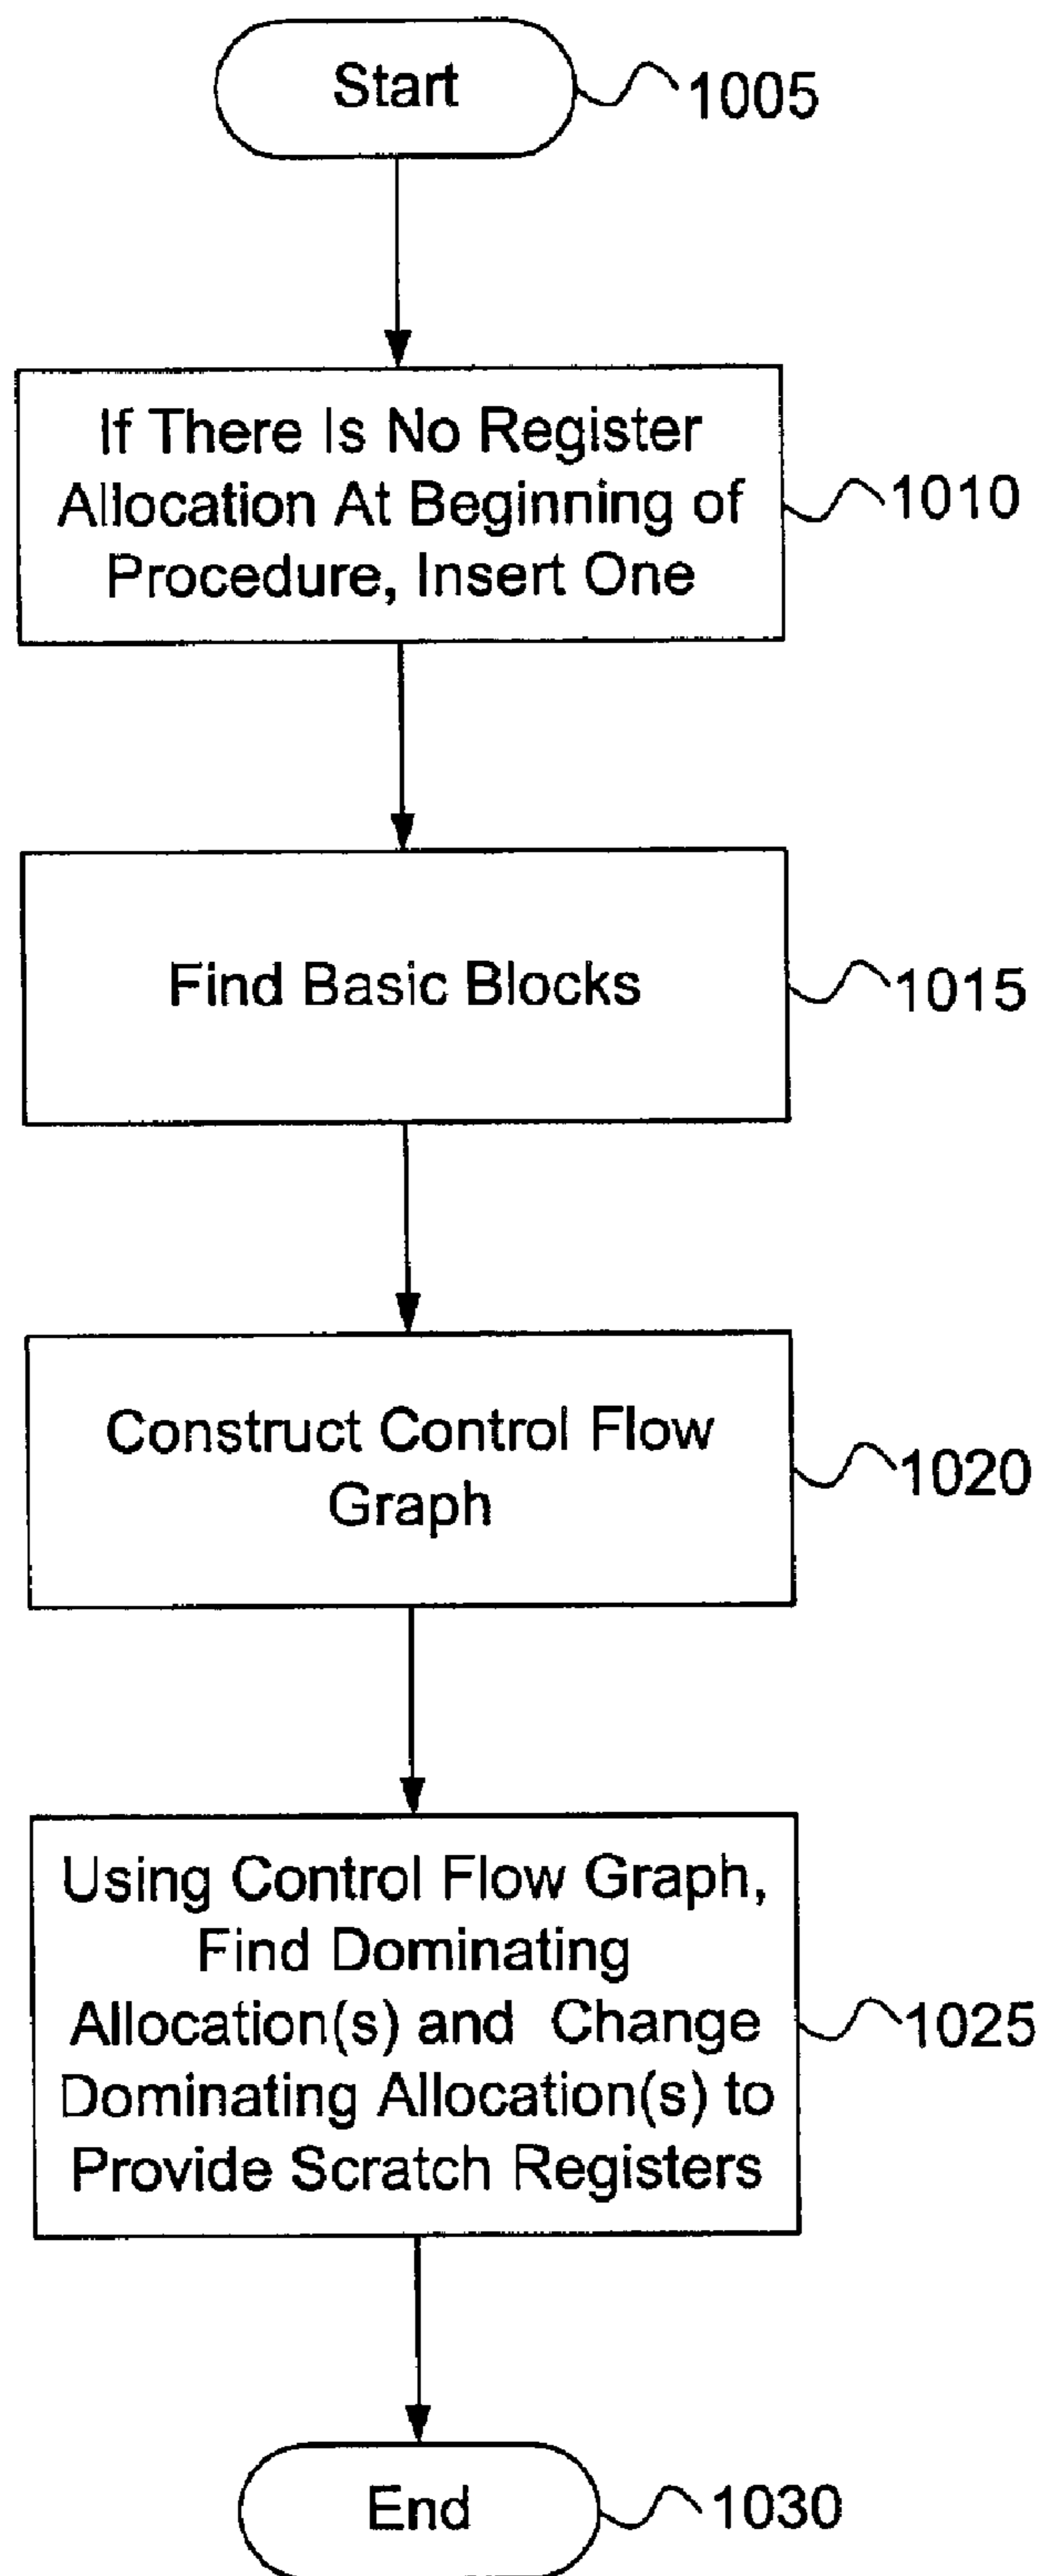 Start
1005
If There Is No Register
Allocation At Beginning of
Procedure, Insert One
1010
Find Basic Blocks
1015
Construct Control Flow
Graph
1020
Using Control Flow Graph,
Find Dominating
Allocation(s) and Change
Dominating Allocation(s) to
Provide Scratch Registers
1025
End
1030